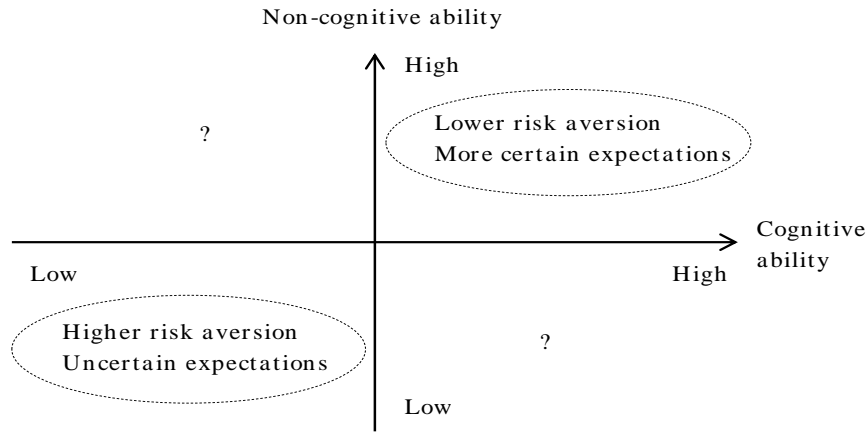 Non-cognitive ability
High
Lower risk aversion
More certain expectations
?
Cognitive
ability
Low
High
Higher risk aversion
Uncertain expectations
?
Low